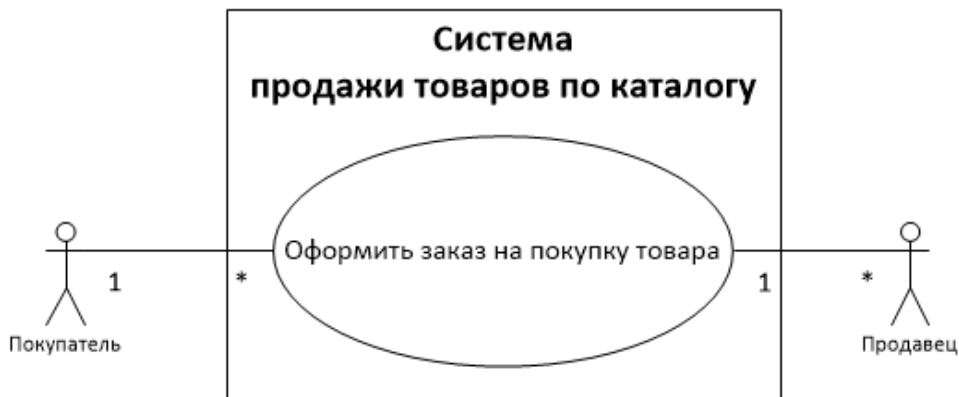 Система
продажи товаров по каталогу
Оформить заказ на покупку товара
1
*
1
*
Покупатель
Продавец